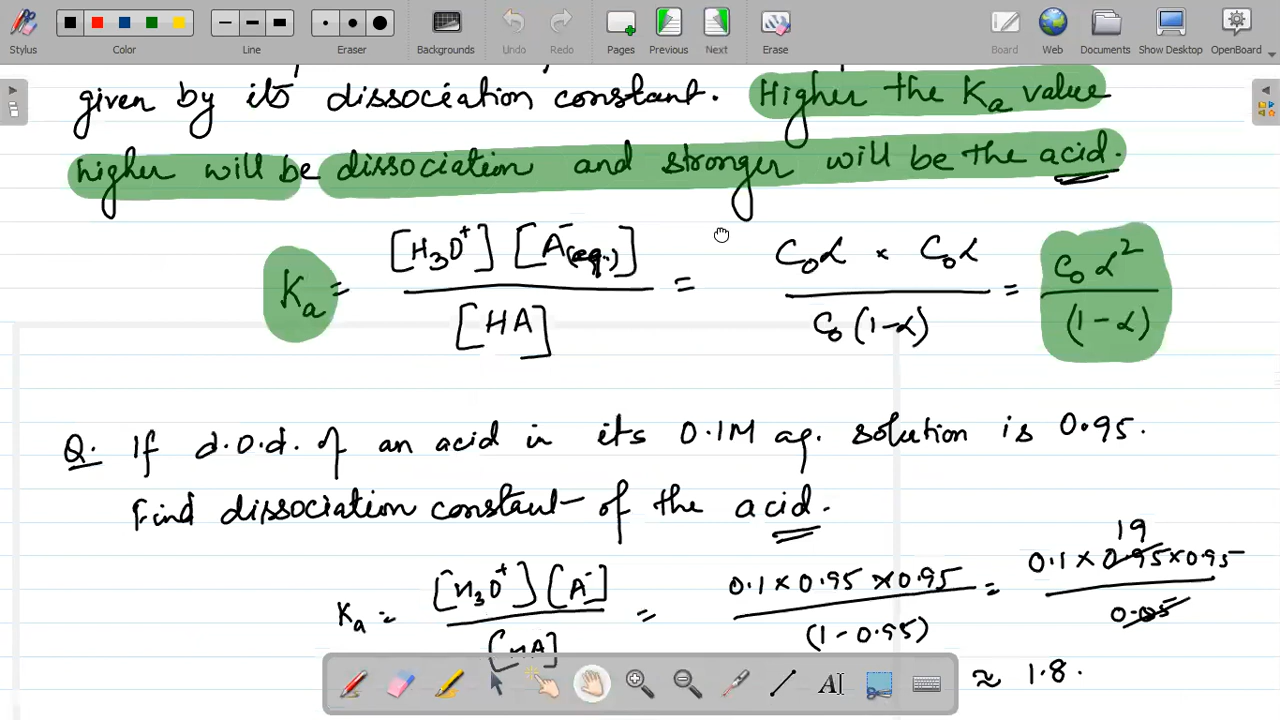 Stylus Color Line Eraser Backgrounds Undo Redo Pages Previous Next Erase Board Web Documents Show Desktop OpenBoard
given by its dissociation constant. Higher the Ka value
higher will be dissociation and stronger will be the acid.
Ka = [H3O+] [A-(aq.)] / [HA] = C0α × C0α / C0(1-α) = C0α² / (1-α)
Q. If d.o.d. of an acid in its 0.1M aq. solution is 0.95.
Find dissociation constant of the acid.
Ka = [H3O+][A-] / [HA] = 0.1×0.95×0.95 / (1-0.95) = 0.1×0.95×0.95 / 0.05
19
≈ 1.8.
AI